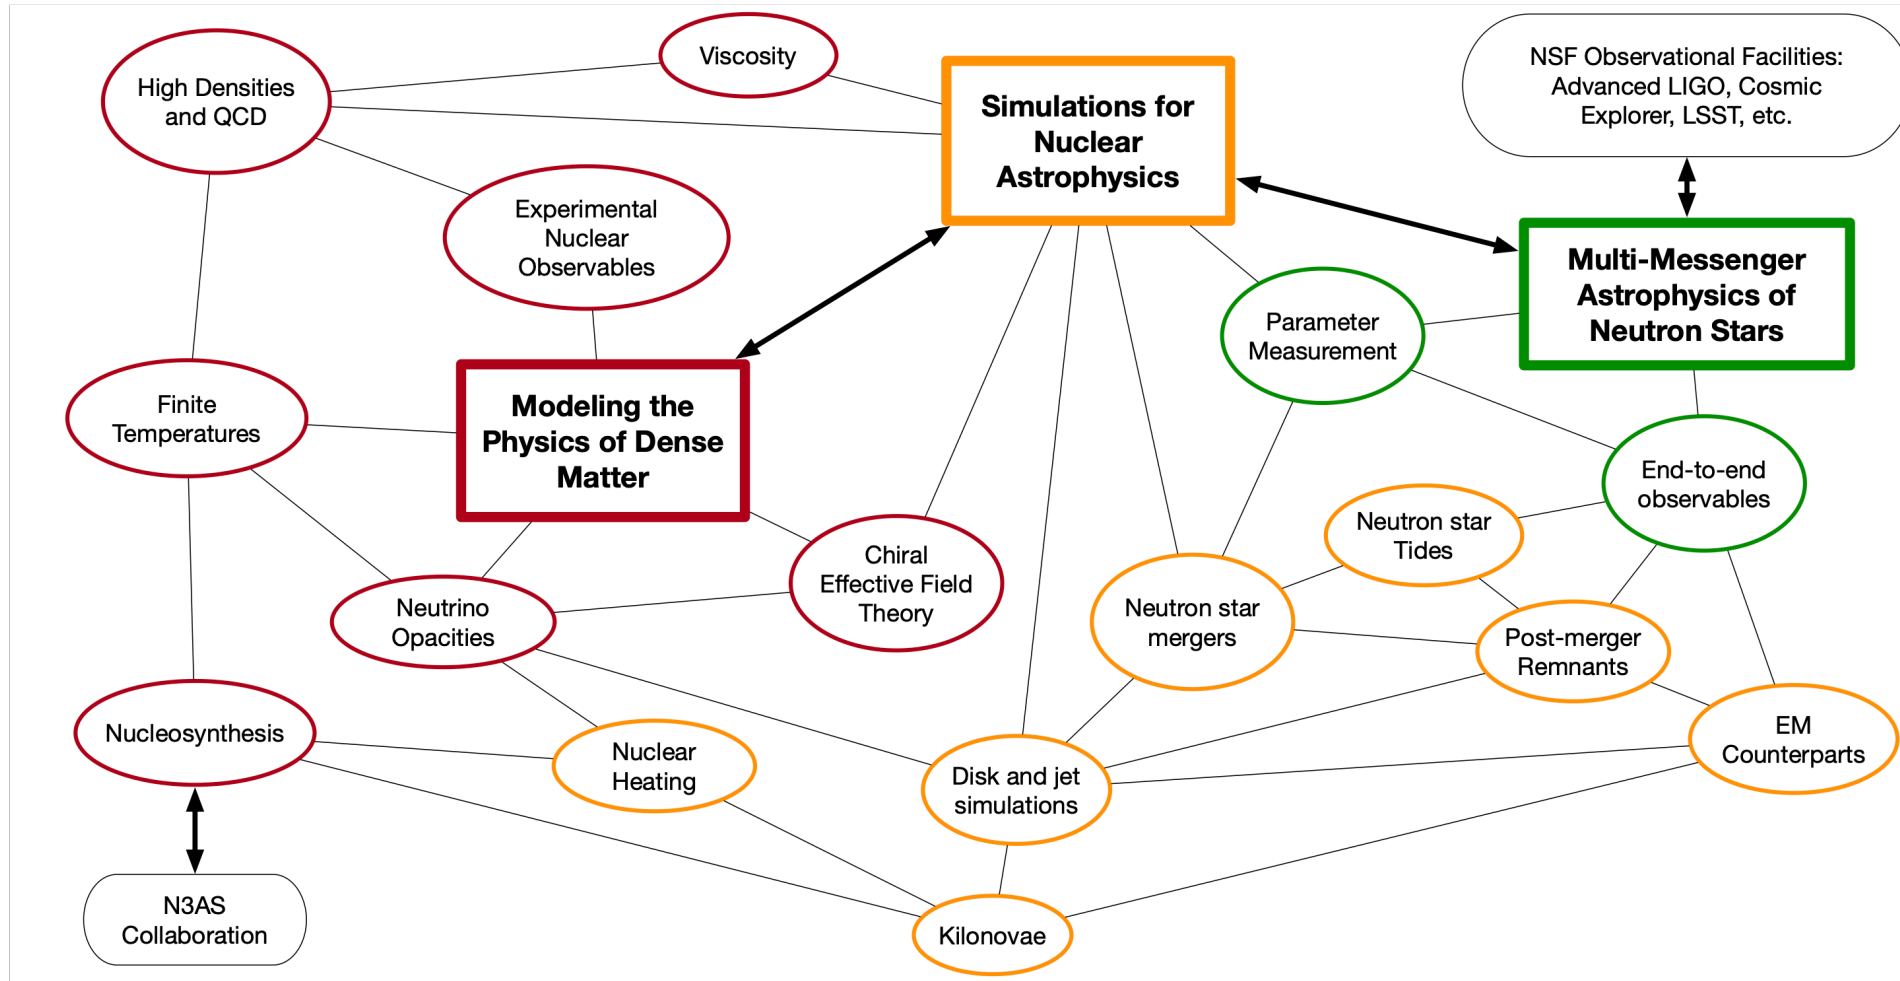 High Densities
and QCD
Viscosity
Simulations for
Nuclear
Astrophysics
NSF Observational Facilities:
Advanced LIGO, Cosmic
Explorer, LSST, etc.
Experimental
Nuclear
Observables
Multi-Messenger
Astrophysics of
Neutron Stars
Parameter
Measurement
Finite
Temperatures
Modeling the
Physics of Dense
Matter
End-to-end
observables
Neutron star
Tides
Chiral
Effective Field
Theory
Neutrino
Opacities
Neutron star
mergers
Post-merger
Remnants
Nucleosynthesis
Nuclear
Heating
Disk and jet
simulations
EM
Counterparts
N3AS
Collaboration
Kilonovae